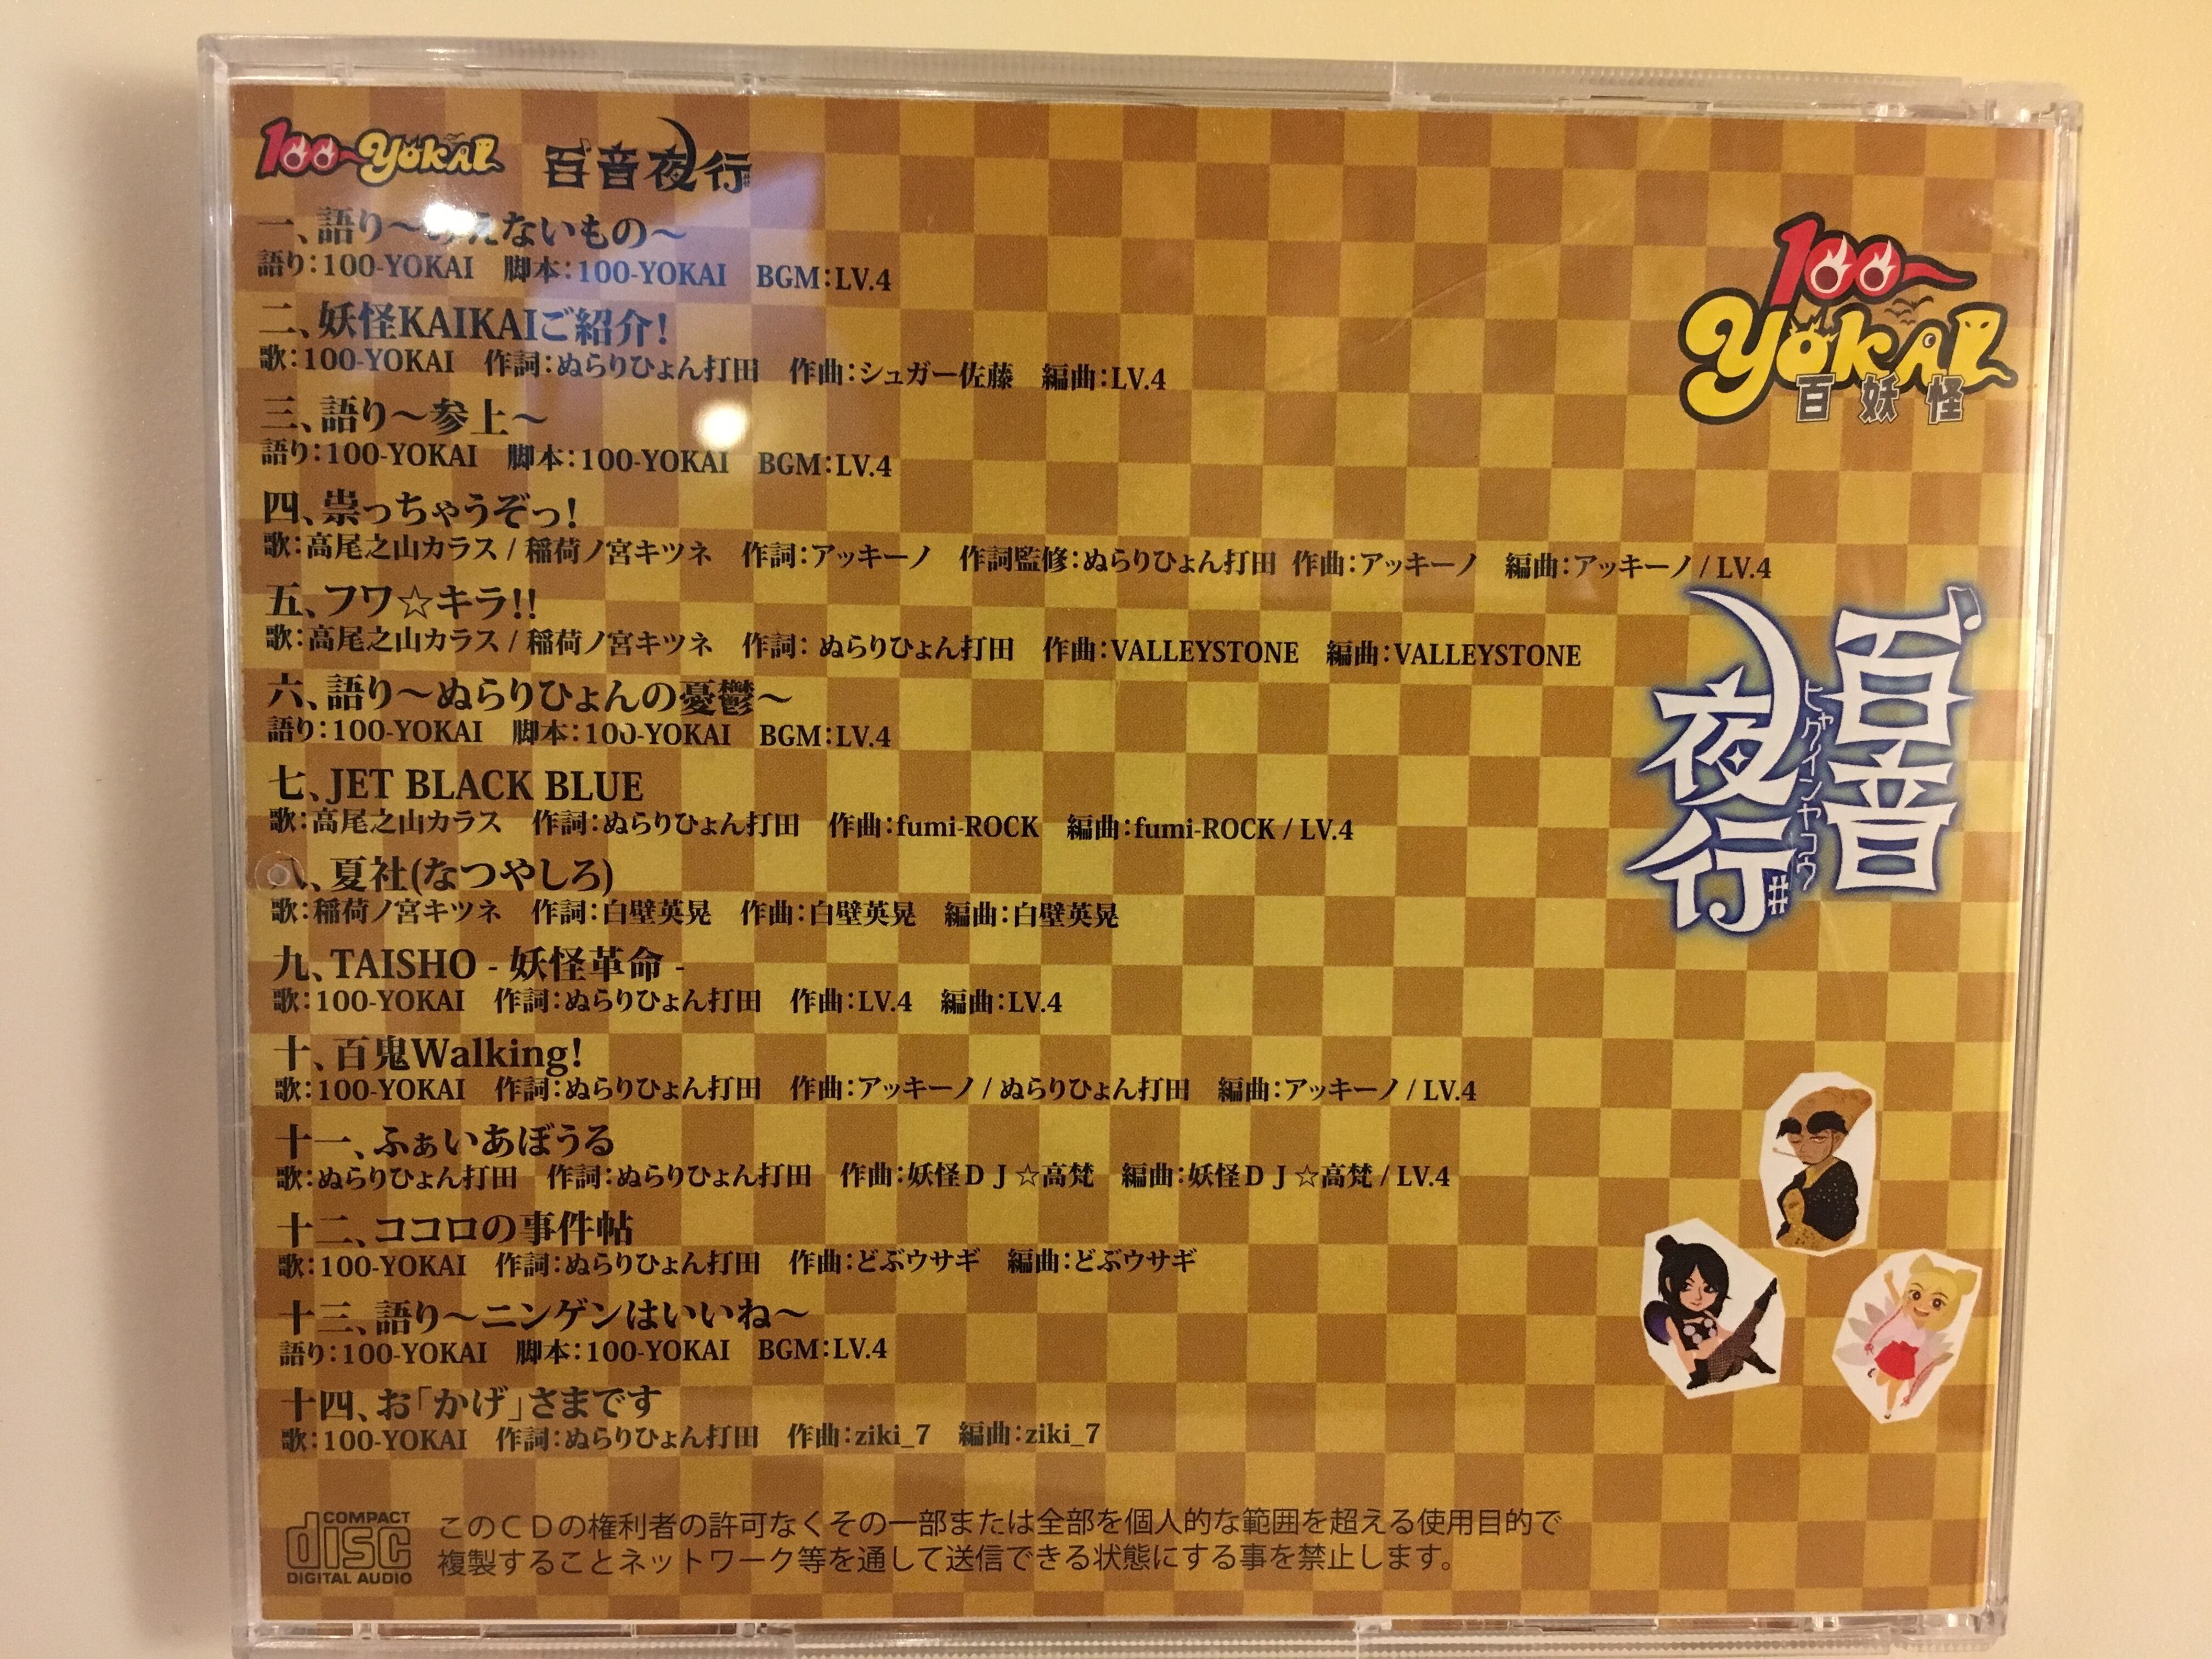 100-YOKAI 百音夜行
一、語り～みえないもの～
語り：100-YOKAI 脚本：100-YOKAI BGM：LV.4
二、妖怪KAIKAIご紹介！
歌：100-YOKAI 作詞：ぬらりひょん打田 作曲：シュガー佐藤 編曲：LV.4
三、語り～参上～
語り：100-YOKAI 脚本：100-YOKAI BGM：LV.4
四、祟っちゃうぞっ！
歌：高尾之山カラス / 稲荷ノ宮キツネ 作詞：アッキーノ 作詞監修：ぬらりひょん打田 作曲：アッキーノ 編曲：アッキーノ / LV.4
五、フワ☆キラ!!
歌：高尾之山カラス / 稲荷ノ宮キツネ 作詞：ぬらりひょん打田 作曲：VALLEYSTONE 編曲：VALLEYSTONE
六、語り～ぬらりひょんの憂鬱～
語り：100-YOKAI 脚本：100-YOKAI BGM：LV.4
七、JET BLACK BLUE
歌：高尾之山カラス 作詞：ぬらりひょん打田 作曲：fumi-ROCK 編曲：fumi-ROCK / LV.4
八、夏社(なつやしろ)
歌：稲荷ノ宮キツネ 作詞：白壁英晃 作曲：白壁英晃 編曲：白壁英晃
九、TAISHO - 妖怪革命 -
歌：100-YOKAI 作詞：ぬらりひょん打田 作曲：LV.4 編曲：LV.4
十、百鬼Walking！
歌：100-YOKAI 作詞：ぬらりひょん打田 作曲：アッキーノ / ぬらりひょん打田 編曲：アッキーノ / LV.4
十一、ふぁいあぼうる
歌：ぬらりひょん打田 作詞：ぬらりひょん打田 作曲：妖怪ＤＪ☆高梵 編曲：妖怪ＤＪ☆高梵 / LV.4
十二、ココロの事件帖
歌：100-YOKAI 作詞：ぬらりひょん打田 作曲：どぶウサギ 編曲：どぶウサギ
十三、語り～ニンゲンはいいね～
語り：100-YOKAI 脚本：100-YOKAI BGM：LV.4
十四、お「かげ」さまです
歌：100-YOKAI 作詞：ぬらりひょん打田 作曲：ziki_7 編曲：ziki_7
COMPACT
disc
DIGITAL AUDIO
このＣＤの権利者の許可なくその一部または全部を個人的な範囲を超える使用目的で
複製することとネットワーク等を通して送信できる状態にする事を禁止します。
100-
YOKAI
百妖怪
百音
ヒャクインヤコウ
夜行#